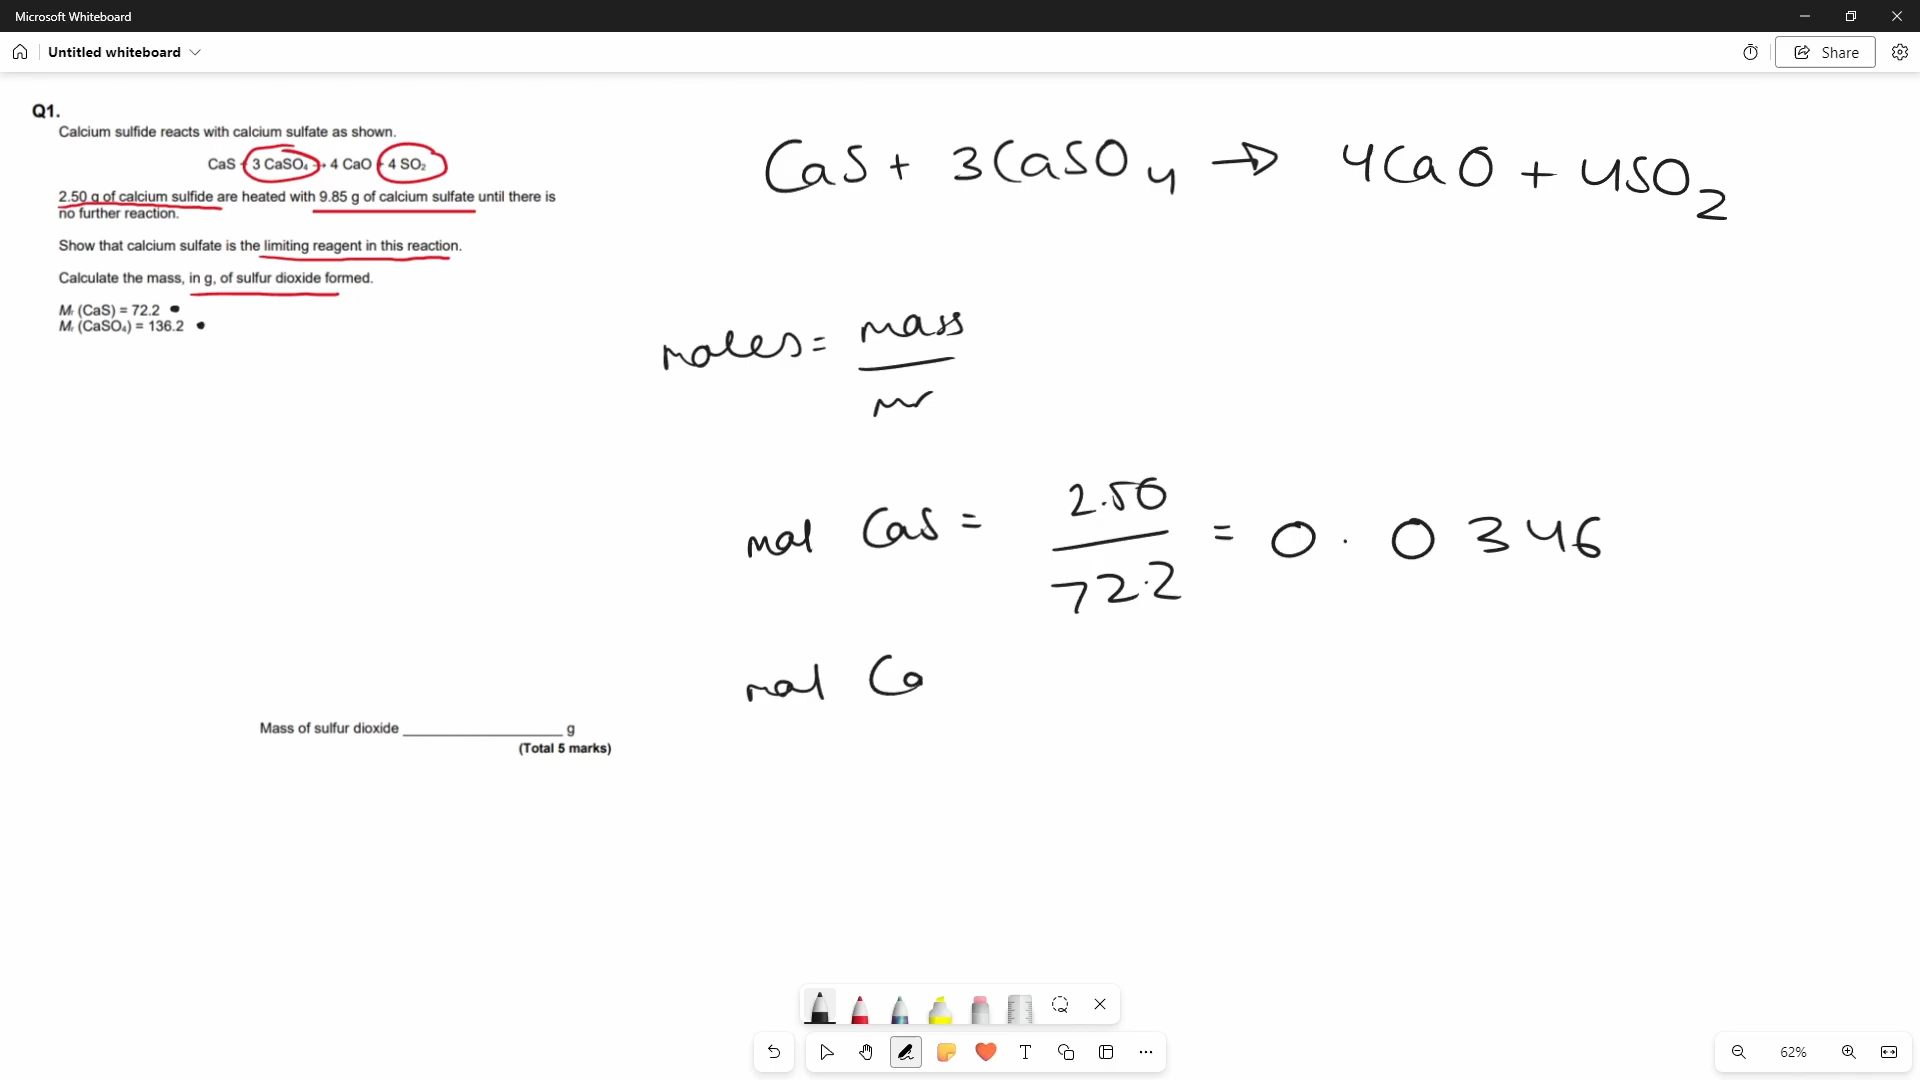 Microsoft Whiteboard
Untitled whiteboard
Share
Q1.
Calcium sulfide reacts with calcium sulfate as shown.
CaS + 3 CaSO₄ → 4 CaO + 4 SO₂
2.50 g of calcium sulfide are heated with 9.85 g of calcium sulfate until there is
no further reaction.
Show that calcium sulfate is the limiting reagent in this reaction.
Calculate the mass, in g, of sulfur dioxide formed.
Mᵣ (CaS) = 72.2
Mᵣ (CaSO₄) = 136.2
Mass of sulfur dioxide ____________________ g
(Total 5 marks)
CaS + 3CaSO₄ → 4CaO + 4SO₂
moles = mass
mr
mol CaS = 2.50
72.2
= 0.0346
mol Ca
62%